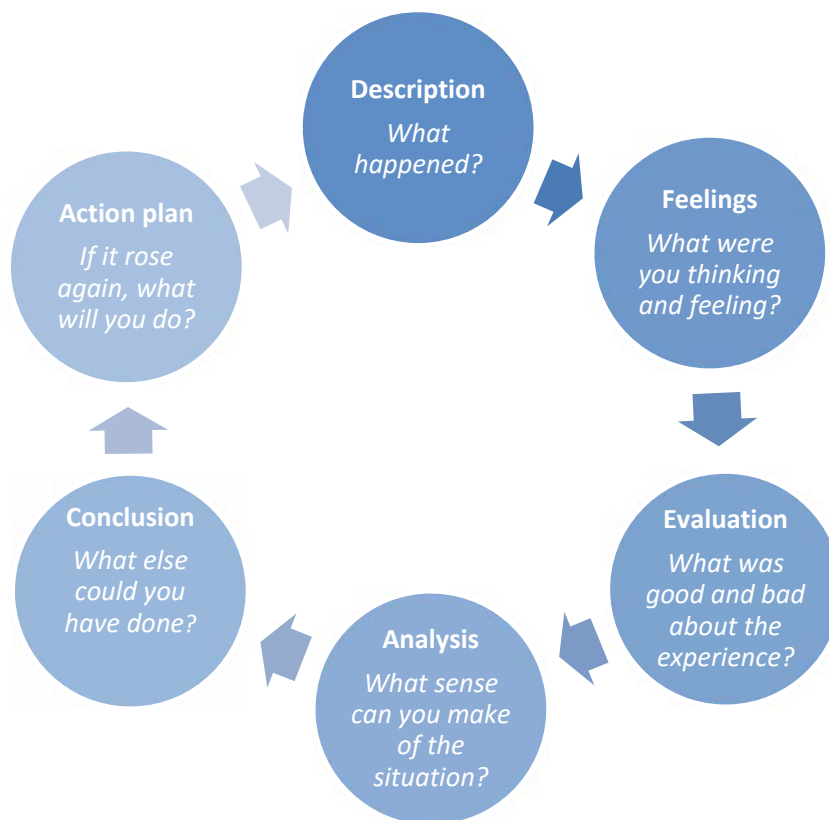 Description
What
happened?
Feelings
What were
you thinking
and feeling?
Evaluation
What was
good and bad
about the
experience?
Analysis
What sense
can you make
of the
situation?
Conclusion
What else
could you
have done?
Action plan
If it rose
again, what
will you do?